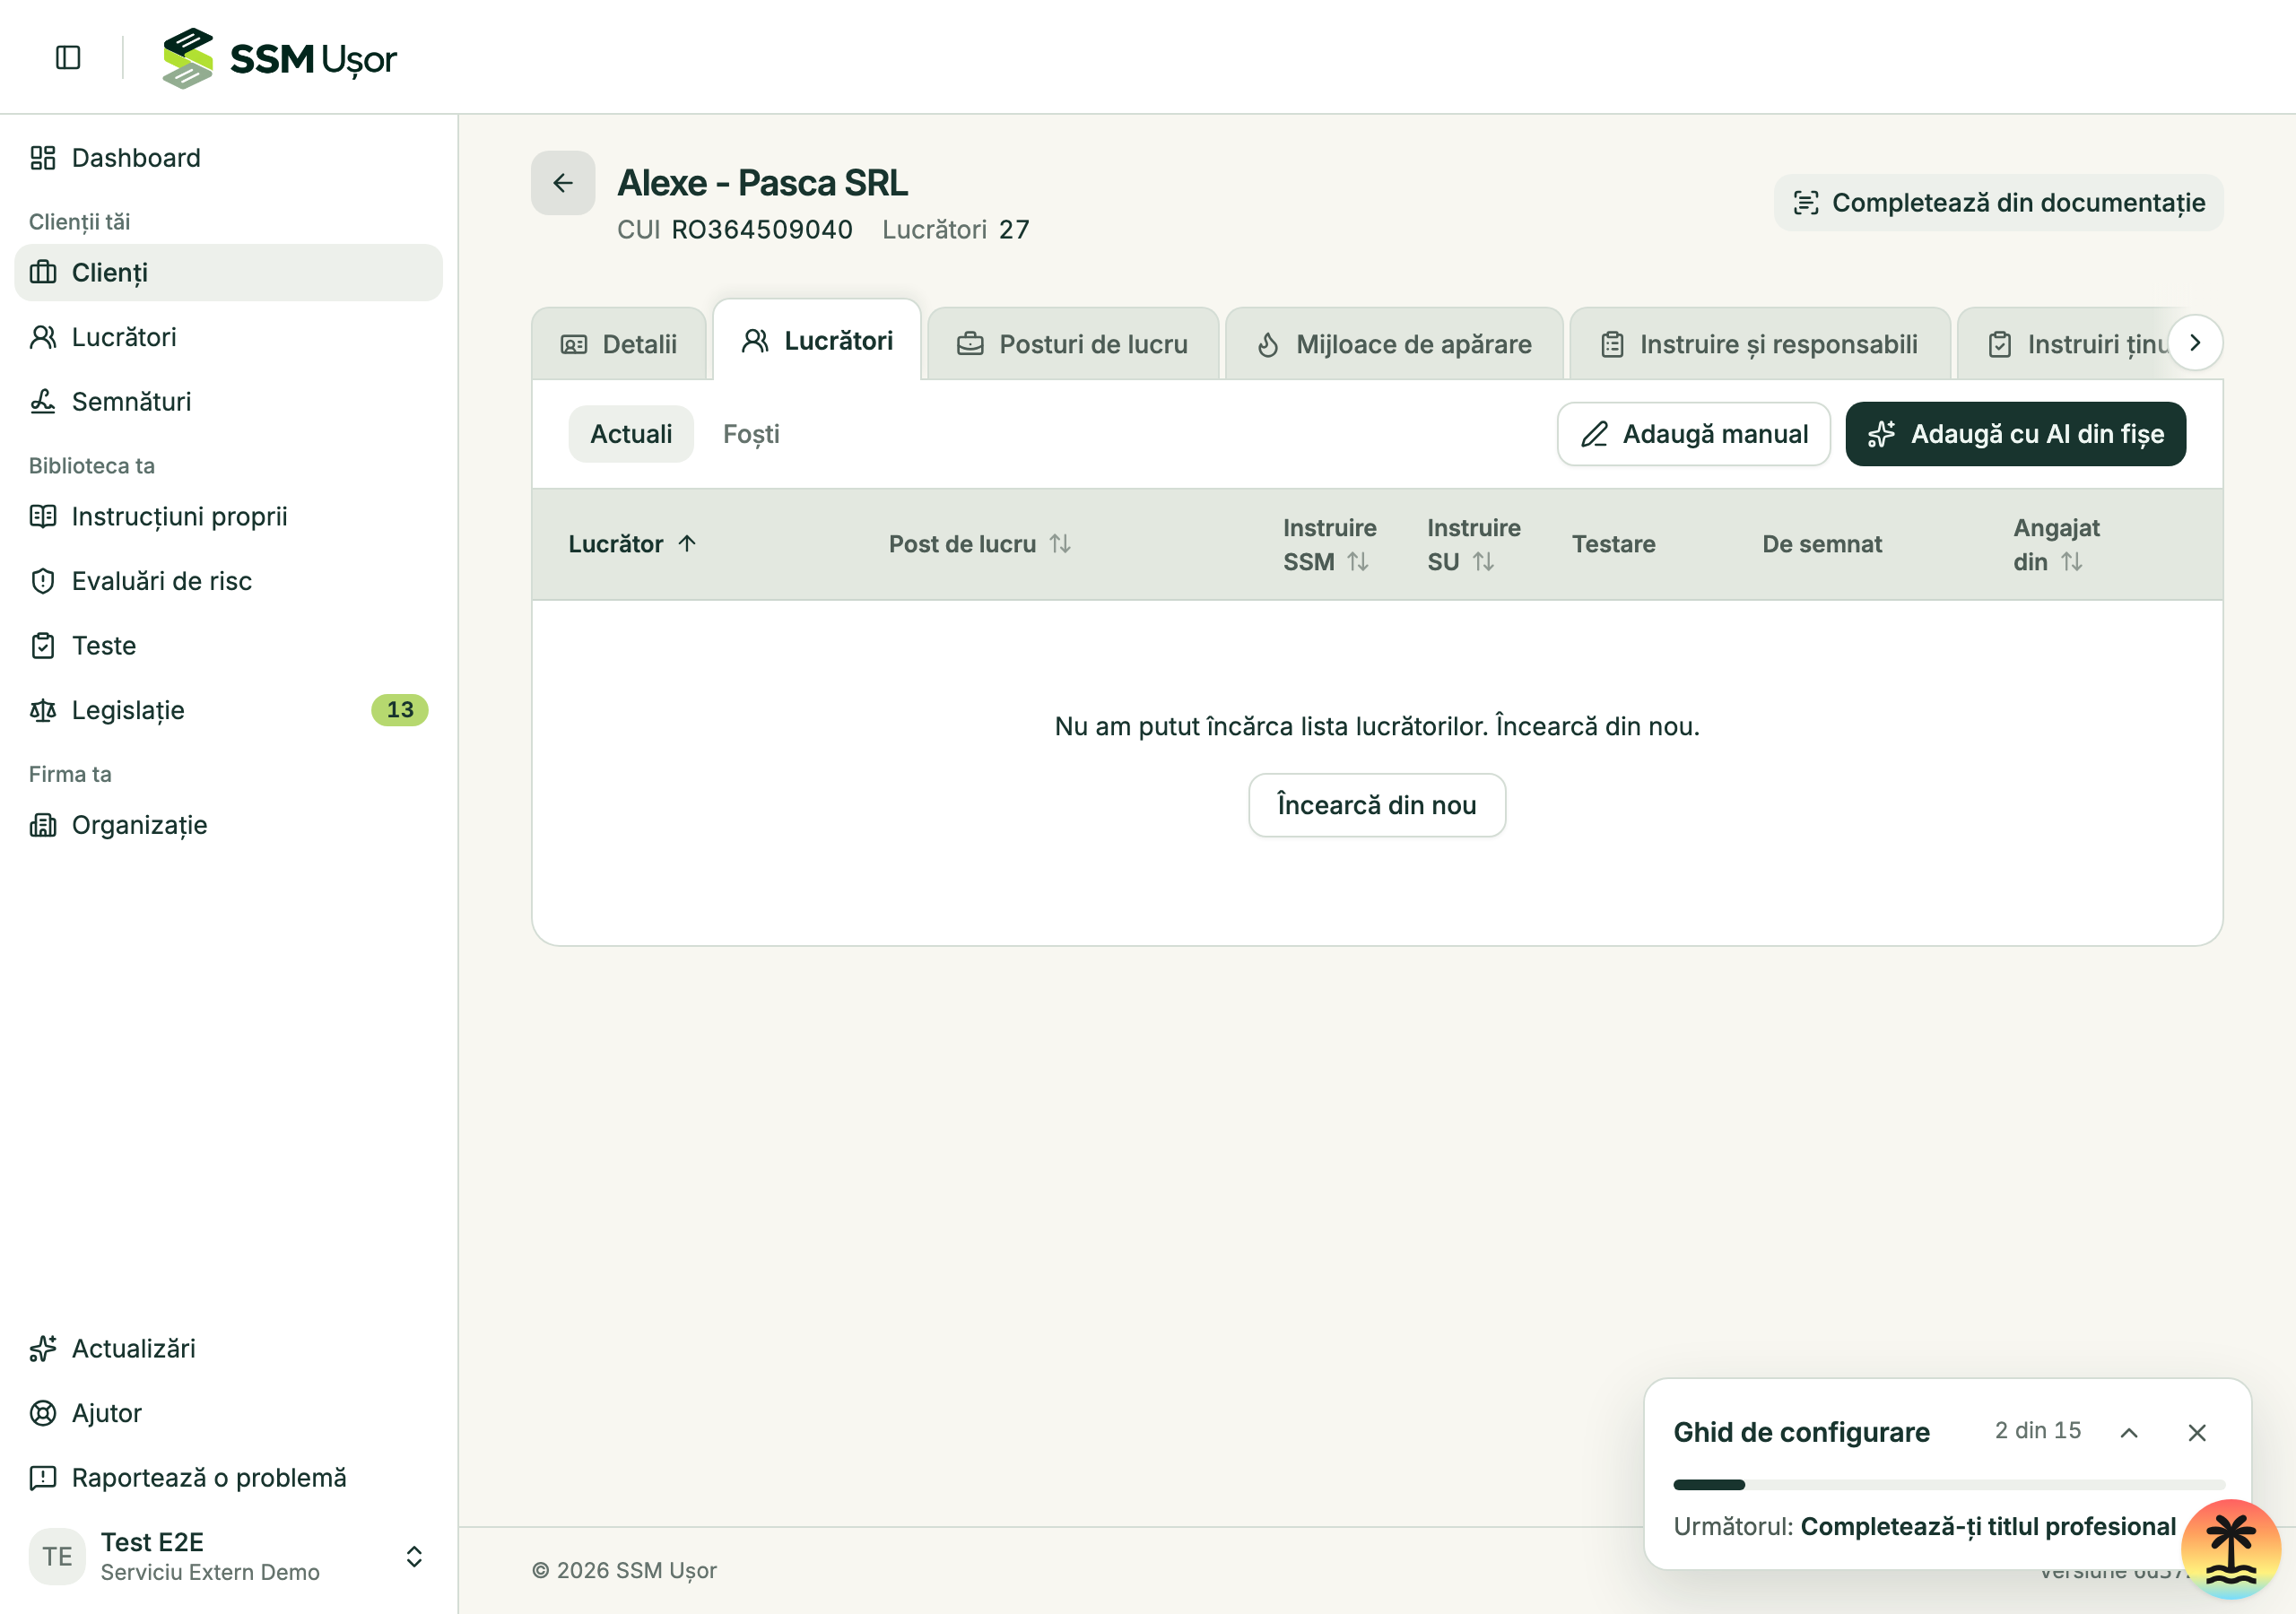 SSM Ușor
Dashboard
Clienții tăi
Clienți
Lucrători
Semnături
Biblioteca ta
Instrucțiuni proprii
Evaluări de risc
Teste
Legislație 13
Firma ta
Organizație
Actualizări
Ajutor
Raportează o problemă
TE
Test E2E
Serviciu Extern Demo
Alexe - Pasca SRL
CUI RO364509040 Lucrători 27
Completează din documentație
Detalii
Lucrători
Posturi de lucru
Mijloace de apărare
Instruire și responsabili
Instruiri
Actuali
Foști
Adaugă manual
Adaugă cu AI din fișe
Lucrător
Post de lucru
Instruire
SSM
Instruire
SU
Testare
De semnat
Angajat
din
Nu am putut încărca lista lucrătorilor. Încearcă din nou.
Încearcă din nou
Ghid de configurare 2 din 15
Următorul: Completează-ți titlul profesional
© 2026 SSM Ușor